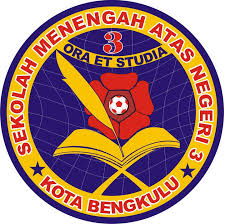 SEKOLAH MENENGAH ATAS NEGERI 3
3
ORA ET STUDIA
KOTA BENGKULU